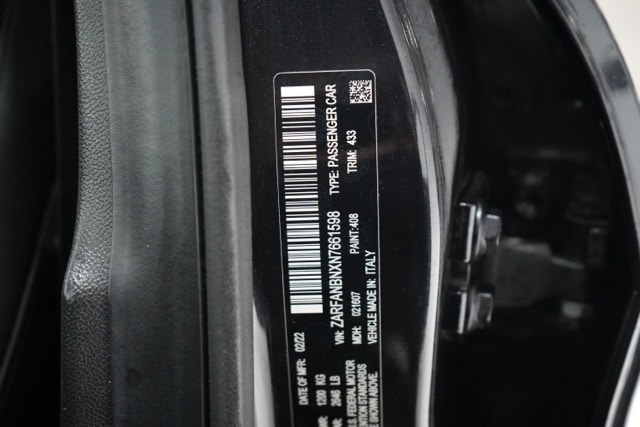 DATE OF MFR: 02/22
1200 KG
2646 LB
VIN: ZARFANBNXN7661598
TYPE: PASSENGER CAR
MDH: 021607
PAINT: 408
TRIM: 433
VEHICLE MADE IN: ITALY
FEDERAL MOTOR
STANDARDS
SHOWN ABOVE.